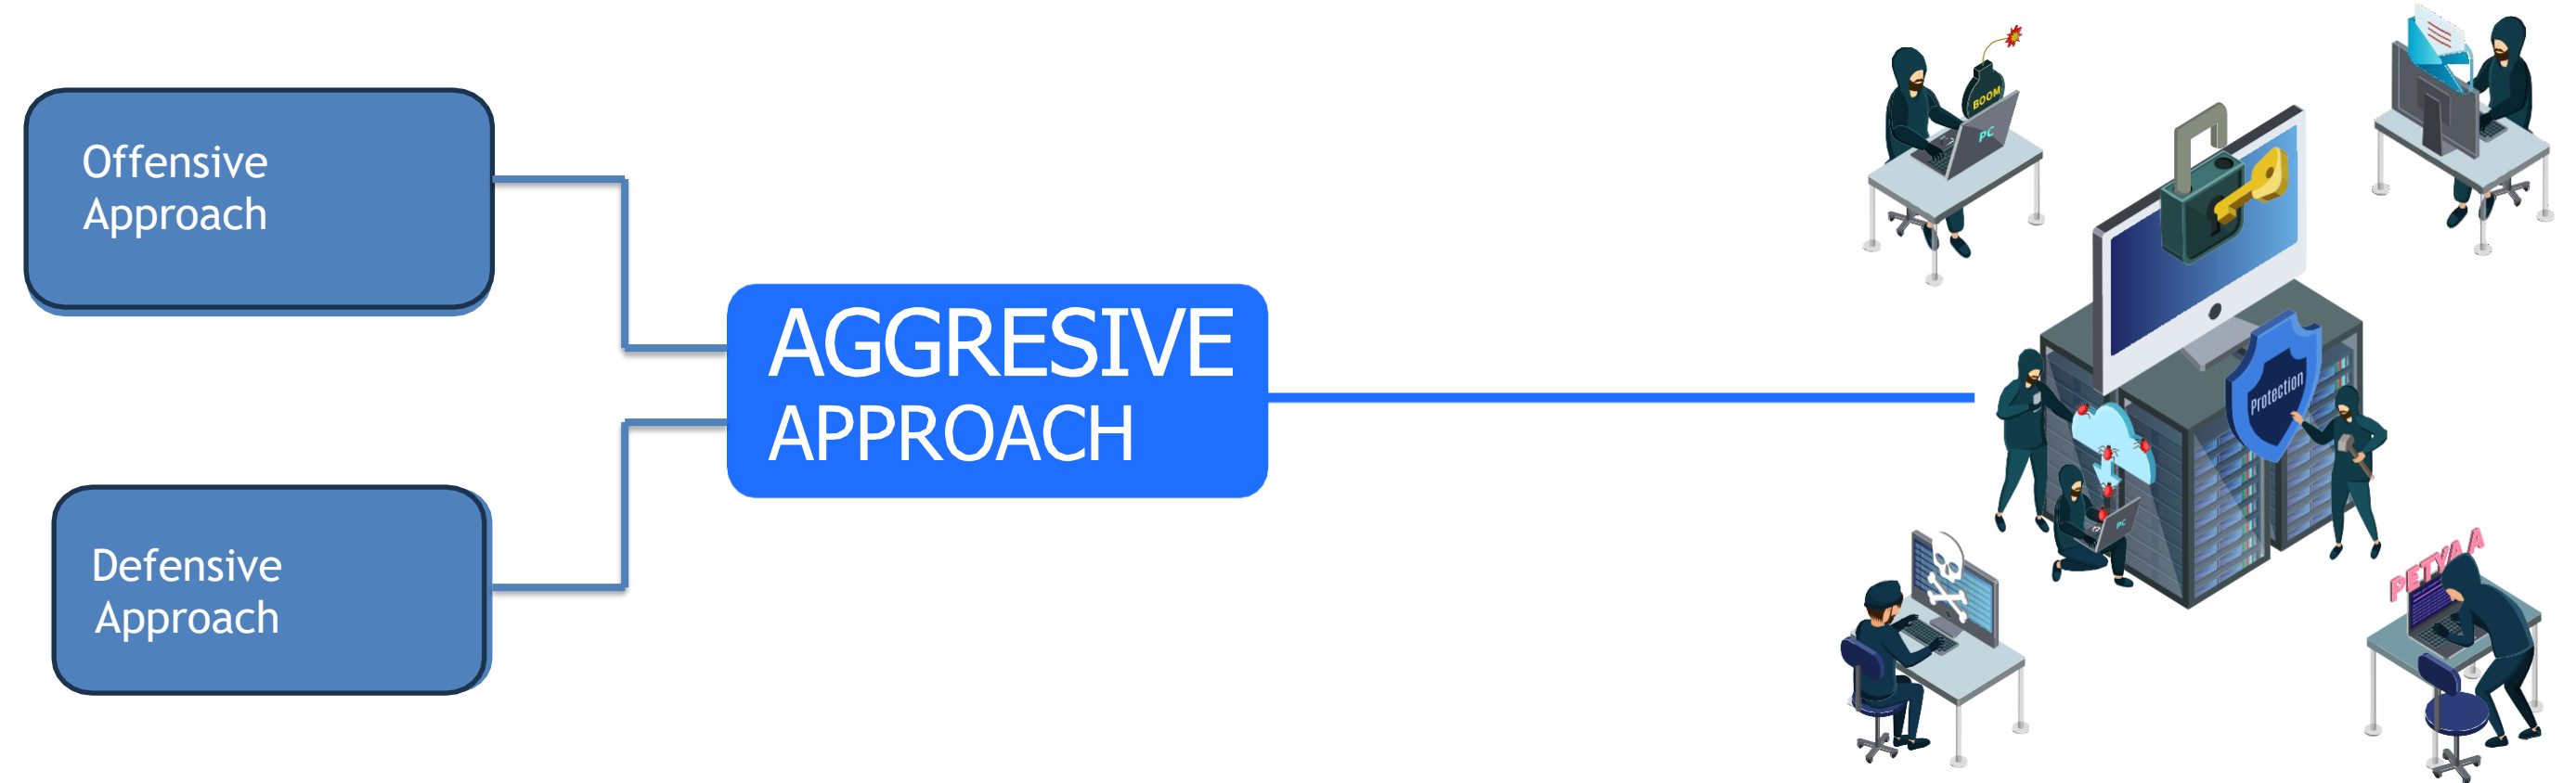 Offensive
Approach
Defensive
Approach
AGGRESIVE
APPROACH
BOOM
PC
Protection
PC
PETYA A